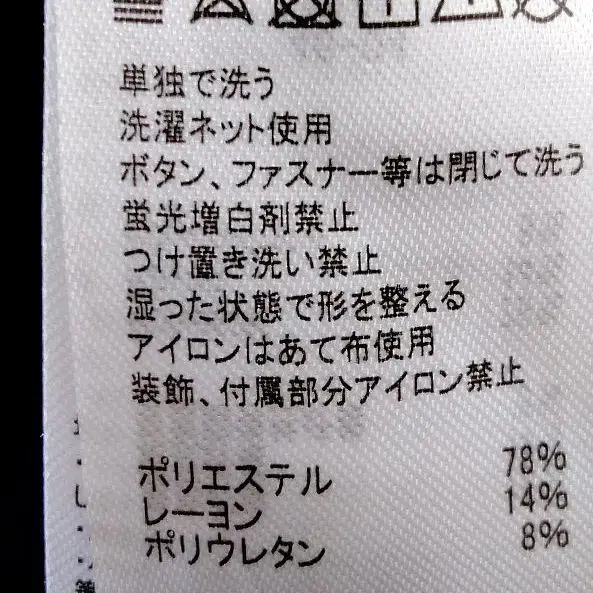 単独で洗う
洗濯ネット使用
ボタン、ファスナー等は閉じて洗う
蛍光増白剤禁止
つけ置き洗い禁止
湿った状態で形を整える
アイロンはあて布使用
装飾、付属部分アイロン禁止
ポリエステル 78%
レーヨン 14%
ポリウレタン 8%